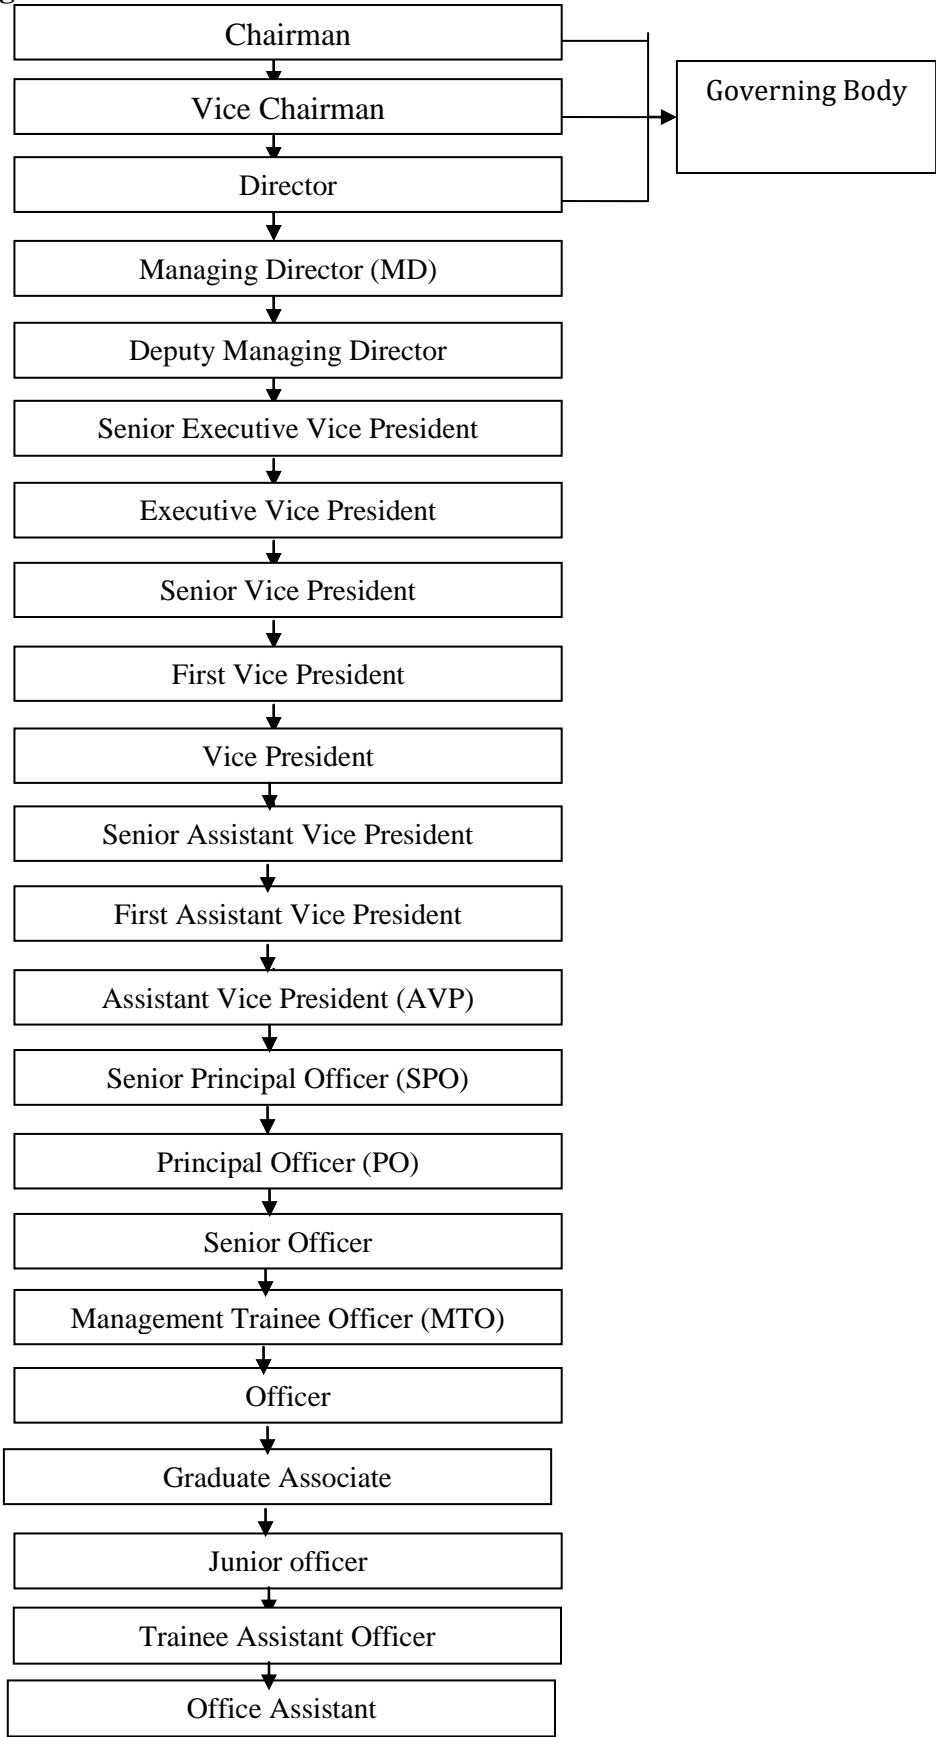 g
Chairman
Governing Body
Vice Chairman
Director
Managing Director (MD)
Deputy Managing Director
Senior Executive Vice President
Executive Vice President
Senior Vice President
First Vice President
Vice President
Senior Assistant Vice President
First Assistant Vice President
Assistant Vice President (AVP)
Senior Principal Officer (SPO)
Principal Officer (PO)
Senior Officer
Management Trainee Officer (MTO)
Officer
Graduate Associate
Junior officer
Trainee Assistant Officer
Office Assistant